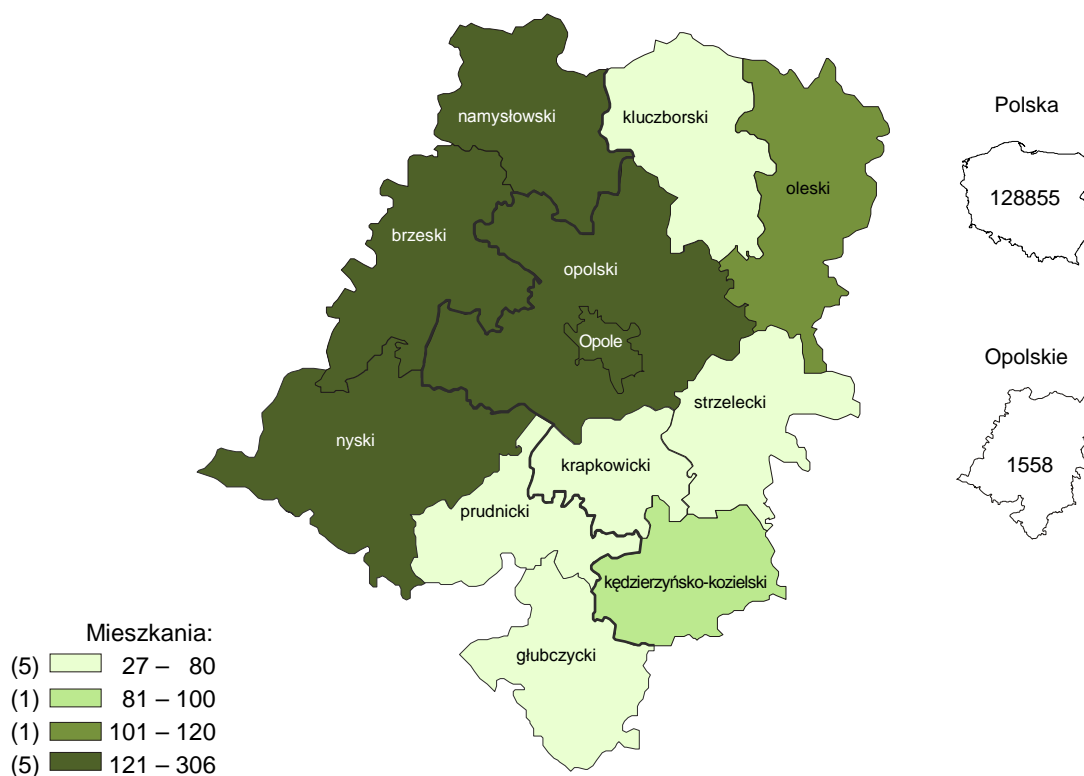 namysłowski
kluczborski
oleski
brzeski
opolski
Opole
strzelecki
nyski
krapkowicki
prudnicki
kędzierzyńsko-kozielski
głubczycki
Polska
128855
Opolskie
1558
Mieszkania:
(5) 27 – 80
(1) 81 – 100
(1) 101 – 120
(5) 121 – 306